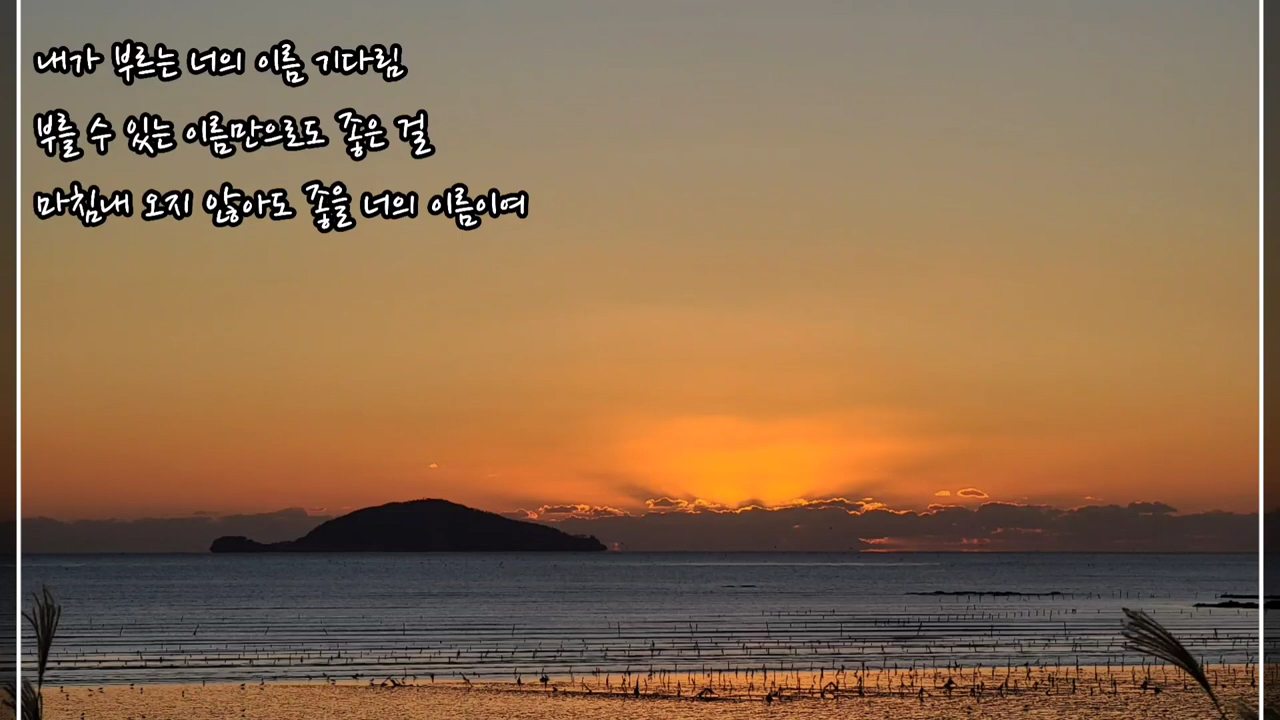 내가 부르는 너의 이름 기다림
부를 수 있는 이름만으로도 좋은 걸
마침내 오지 않아도 좋을 너의 이름이여